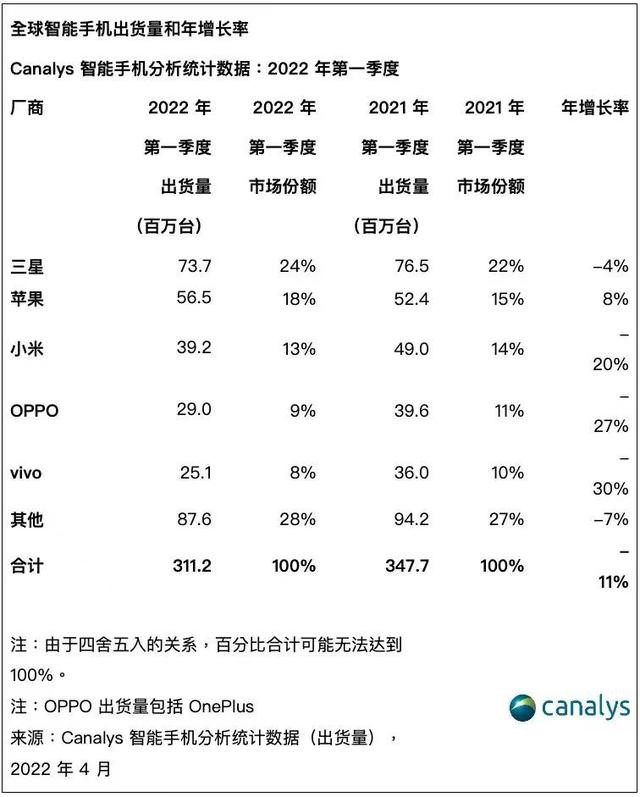 全球智能手机出货量和年增长率
Canalys 智能手机分析统计数据：2022 年第一季度
厂商 2022 年 2022 年 2021 年 2021 年 年增长率
第一季度 第一季度 第一季度 第一季度
出货量 市场份额 出货量 市场份额
（百万台） （百万台）
三星 73.7 24% 76.5 22% –4%
苹果 56.5 18% 52.4 15% 8%
–
小米 39.2 13% 49.0 14%
20%
–
OPPO 29.0 9% 39.6 11%
27%
–
vivo 25.1 8% 36.0 10%
30%
其他 87.6 28% 94.2 27% –7%
–
合计 311.2 100% 347.7 100%
11%
注：由于四舍五入的关系，百分比合计可能无法达到
100%。
注：OPPO 出货量包括 OnePlus
canalys
来源：Canalys 智能手机分析统计数据（出货量），
2022 年 4 月